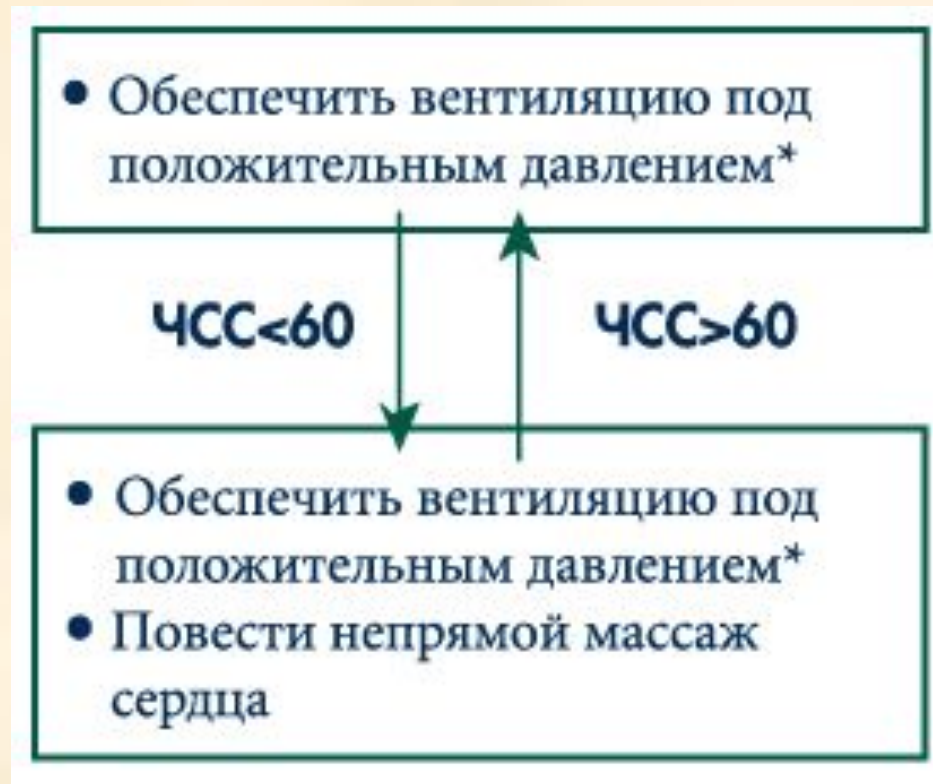 • Обеспечить вентиляцию под
положительным давлением*
ЧСС<60 ЧСС>60
• Обеспечить вентиляцию под
положительным давлением*
• Повести непрямой массаж
сердца